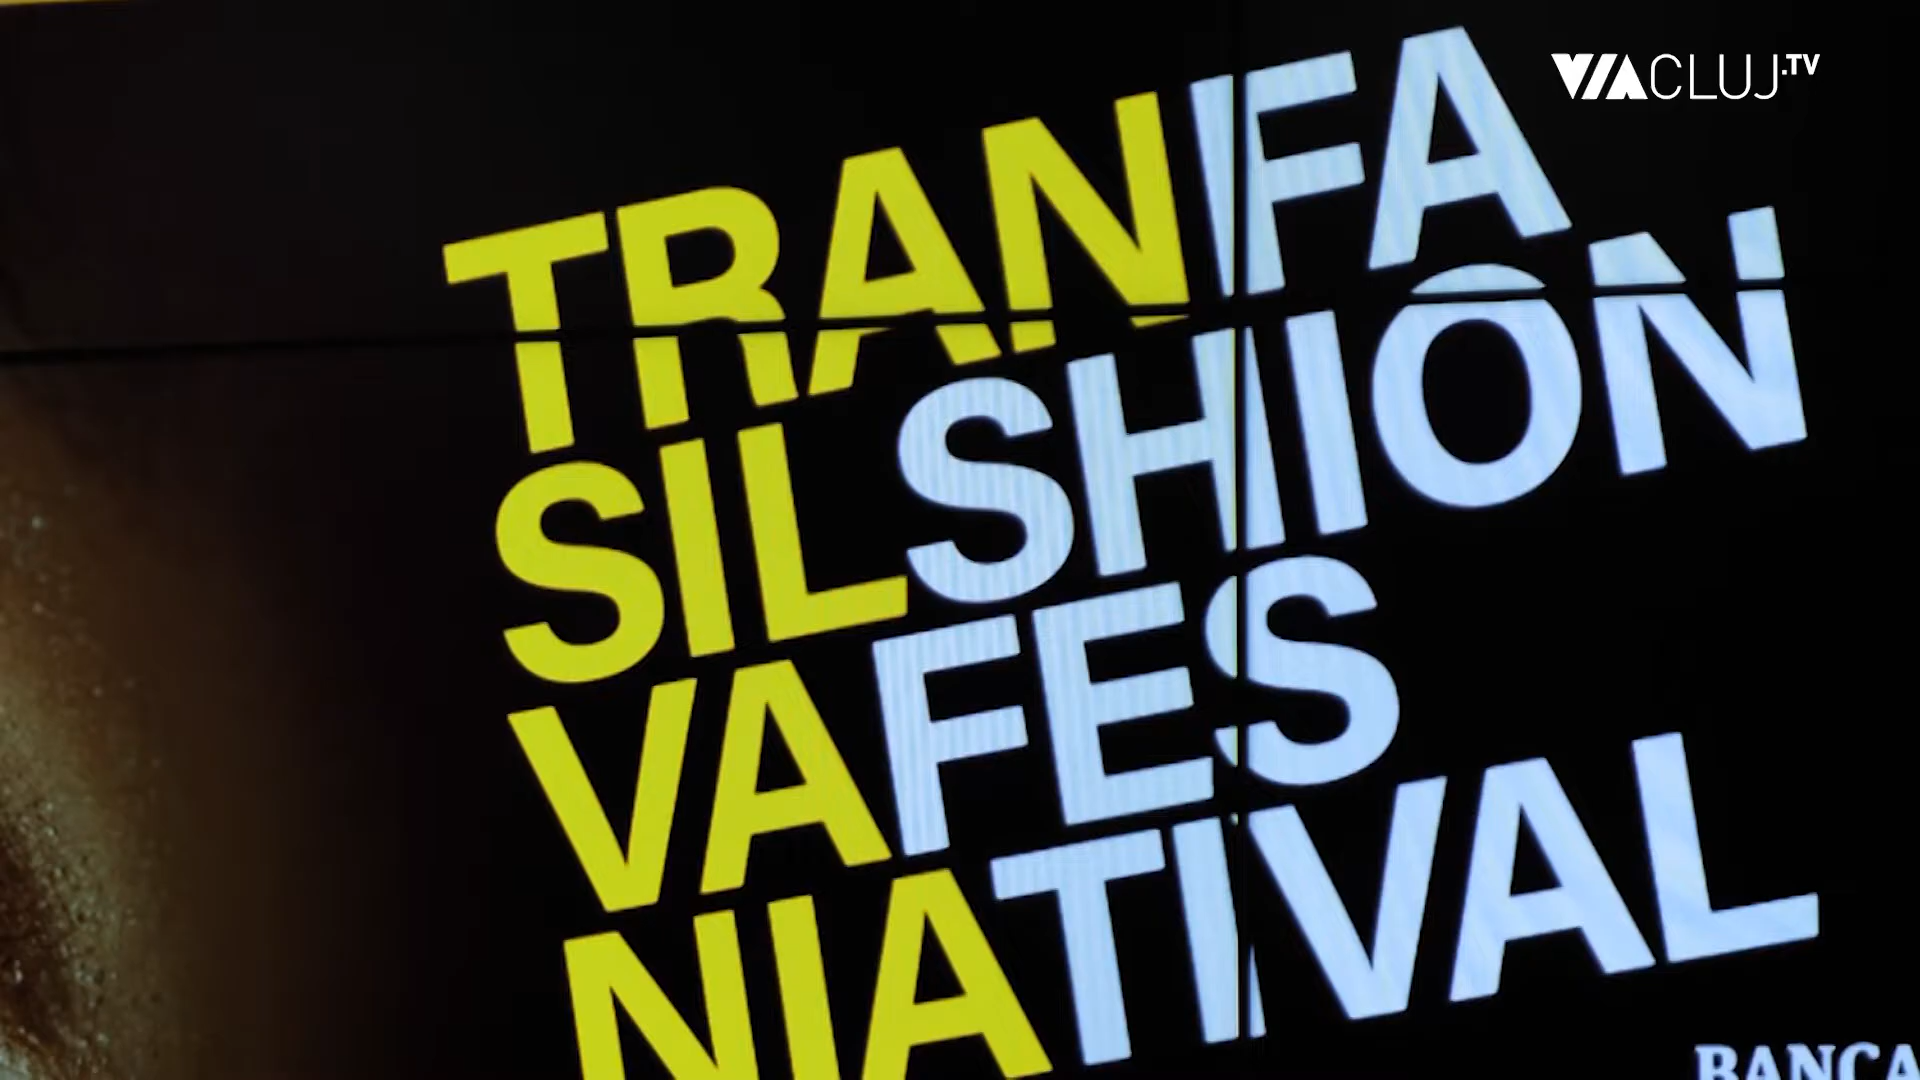 VIACLUJ.TV
TRANFA
SILSHION
VAFES
NIATIVAL
BANCA